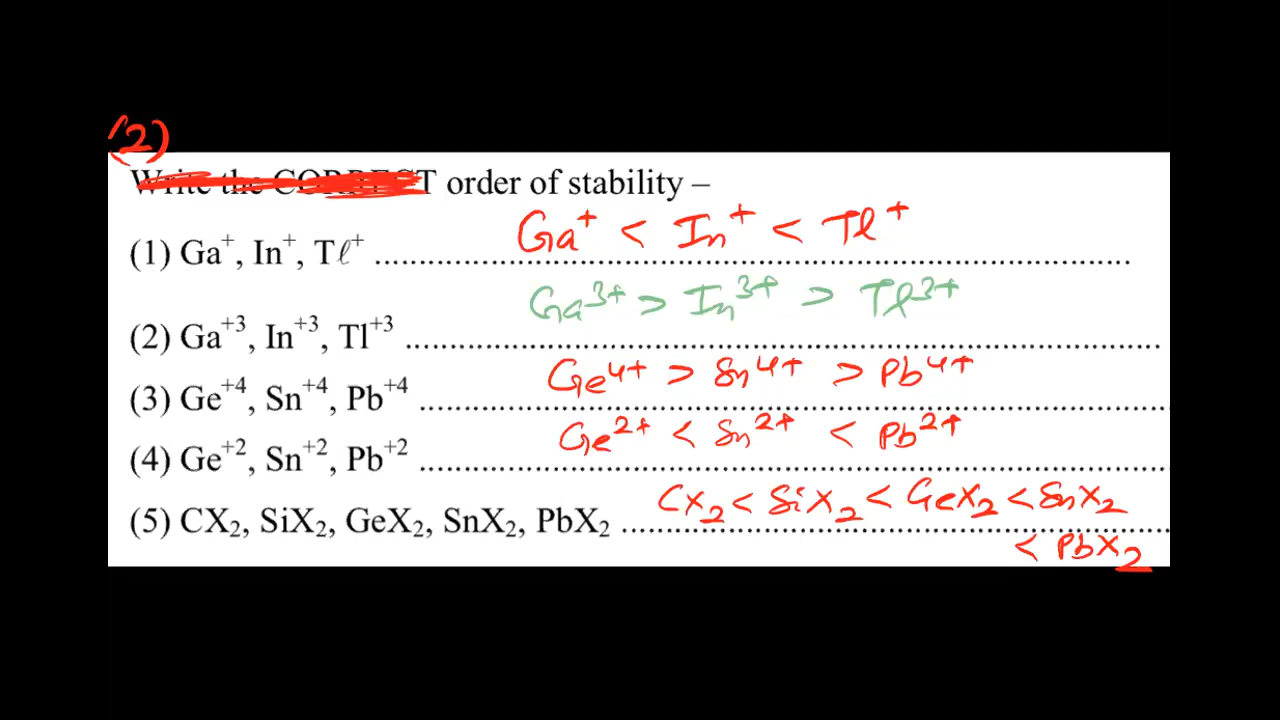 (2)
Write the CORRECT order of stability –
Ga⁺ < In⁺ < Tl⁺
(1) Ga⁺, In⁺, Tℓ⁺ ....................................................................................
Ga³⁺ > In³⁺ > Tl³⁺
(2) Ga⁺³, In⁺³, Tl⁺³ ....................................................................................
Ge⁴⁺ > Sn⁴⁺ > Pb⁴⁺
(3) Ge⁺⁴, Sn⁺⁴, Pb⁺⁴ ....................................................................................
Ge²⁺ < Sn²⁺ < Pb²⁺
(4) Ge⁺², Sn⁺², Pb⁺² ....................................................................................
CX₂ < SiX₂ < GeX₂ < SnX₂
(5) CX₂, SiX₂, GeX₂, SnX₂, PbX₂ .............................................................
< PbX₂